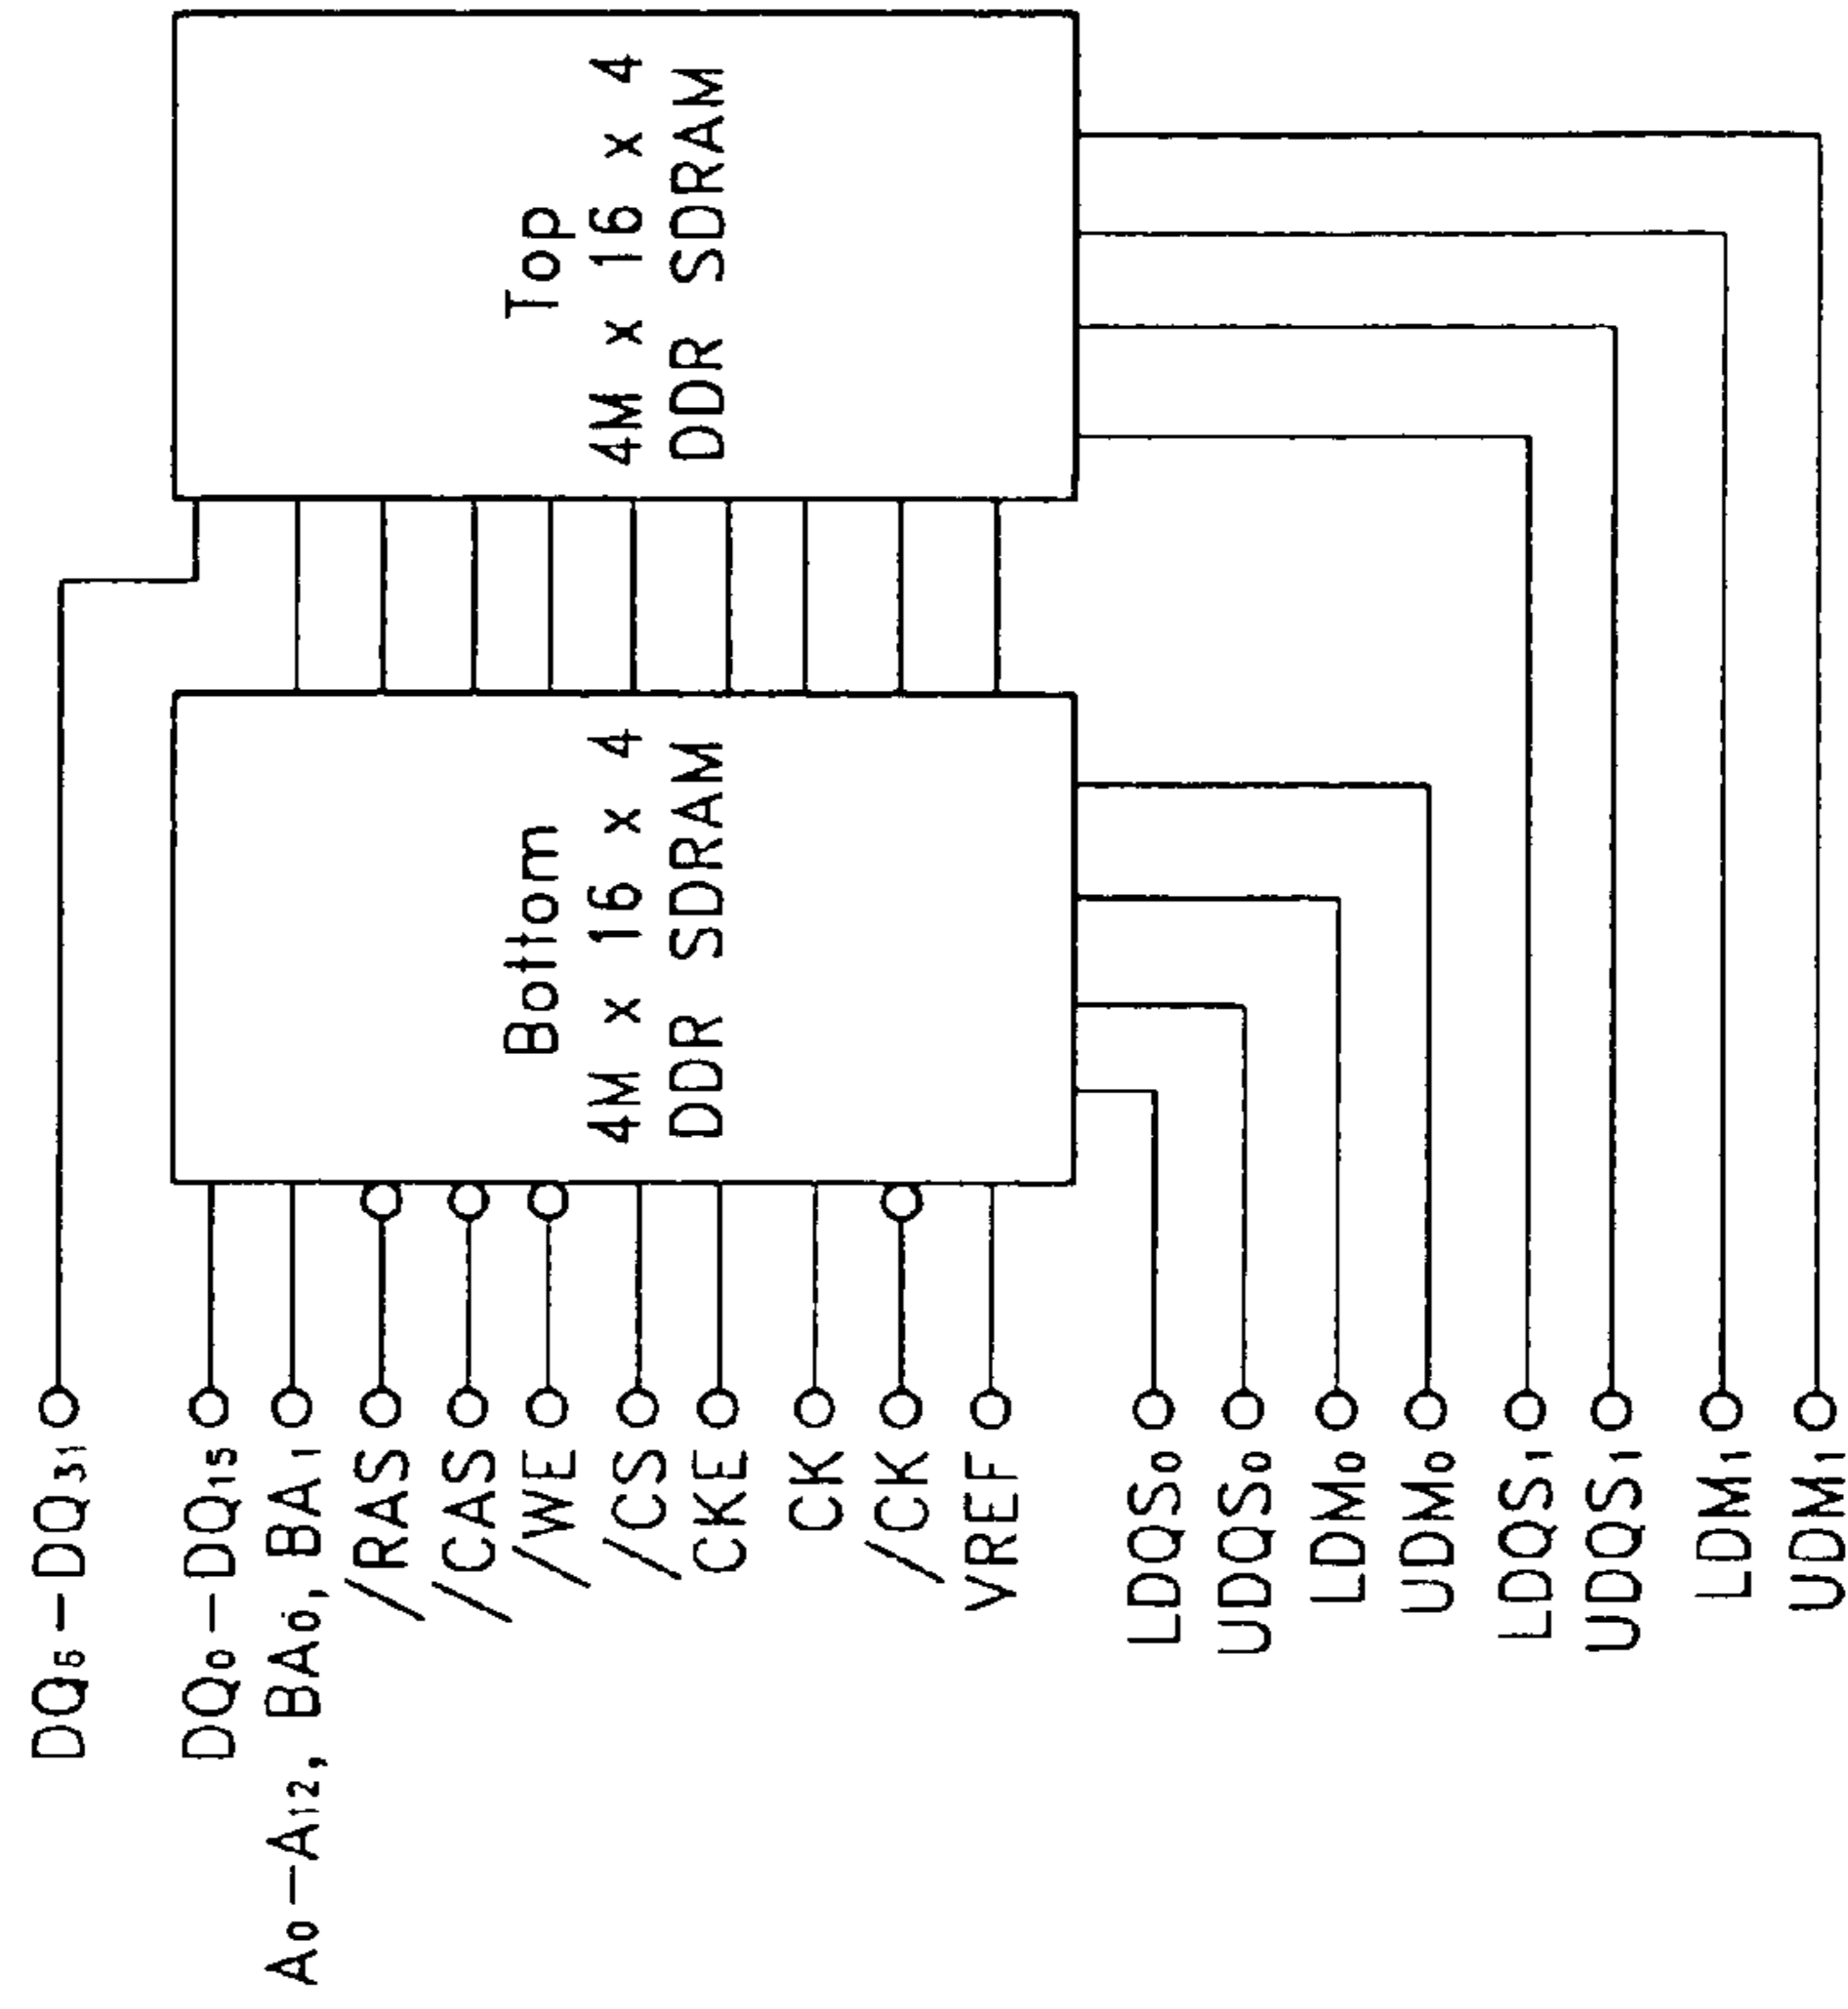 DQ₆-DQ₃₁
DQ₀-DQ₁₅
A₀-A₁₂, BA₀, BA₁
/RAS
/CAS
/WE
/CS
CKE
CK
/CK
VREF
LDQS₀
UDQS₀
LDM₀
UDM₀
LDQS₁
UDQS₁
LDM₁
UDM₁
Bottom
4M x 16 x 4
DDR SDRAM
Top
4M x 16 x 4
DDR SDRAM